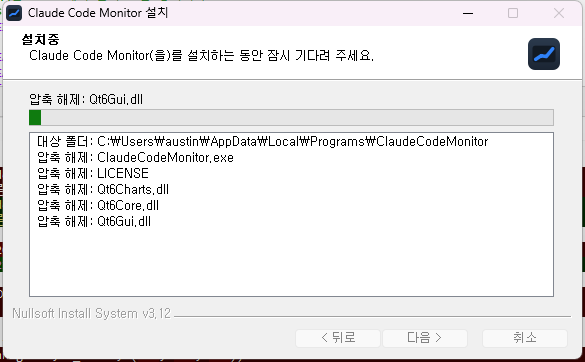 Claude Code Monitor 설치
설치중
Claude Code Monitor(을)를 설치하는 동안 잠시 기다려 주세요.
압축 해제: Qt6Gui.dll
대상 폴더: C:₩Users₩austin₩AppData₩Local₩Programs₩ClaudeCodeMonitor
압축 해제: ClaudeCodeMonitor.exe
압축 해제: LICENSE
압축 해제: Qt6Charts.dll
압축 해제: Qt6Core.dll
압축 해제: Qt6Gui.dll
Nullsoft Install System v3.12
< 뒤로
다음 >
취소